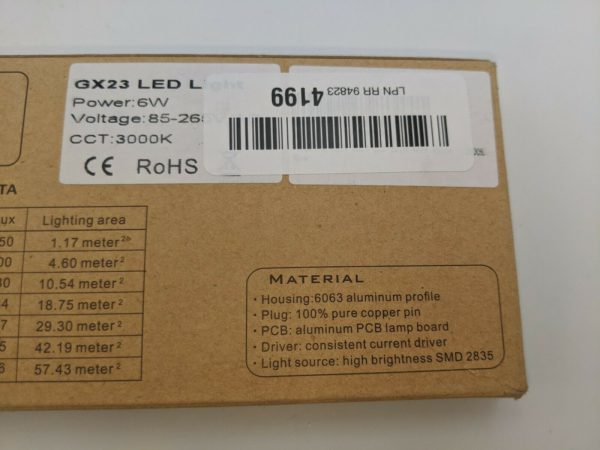 GX23 LED Light
Power:6W
Voltage:85-265V
CCT:3000K
CE RoHS
4199
LPN RR 94823
TA
ux Lighting area
50 1.17 meter²
00 4.60 meter²
30 10.54 meter²
4 18.75 meter²
7 29.30 meter²
5 42.19 meter²
6 57.43 meter²
MATERIAL
· Housing:6063 aluminum profile
· Plug: 100% pure copper pin
· PCB: aluminum PCB lamp board
· Driver: consistent current driver
· Light source: high brightness SMD 2835